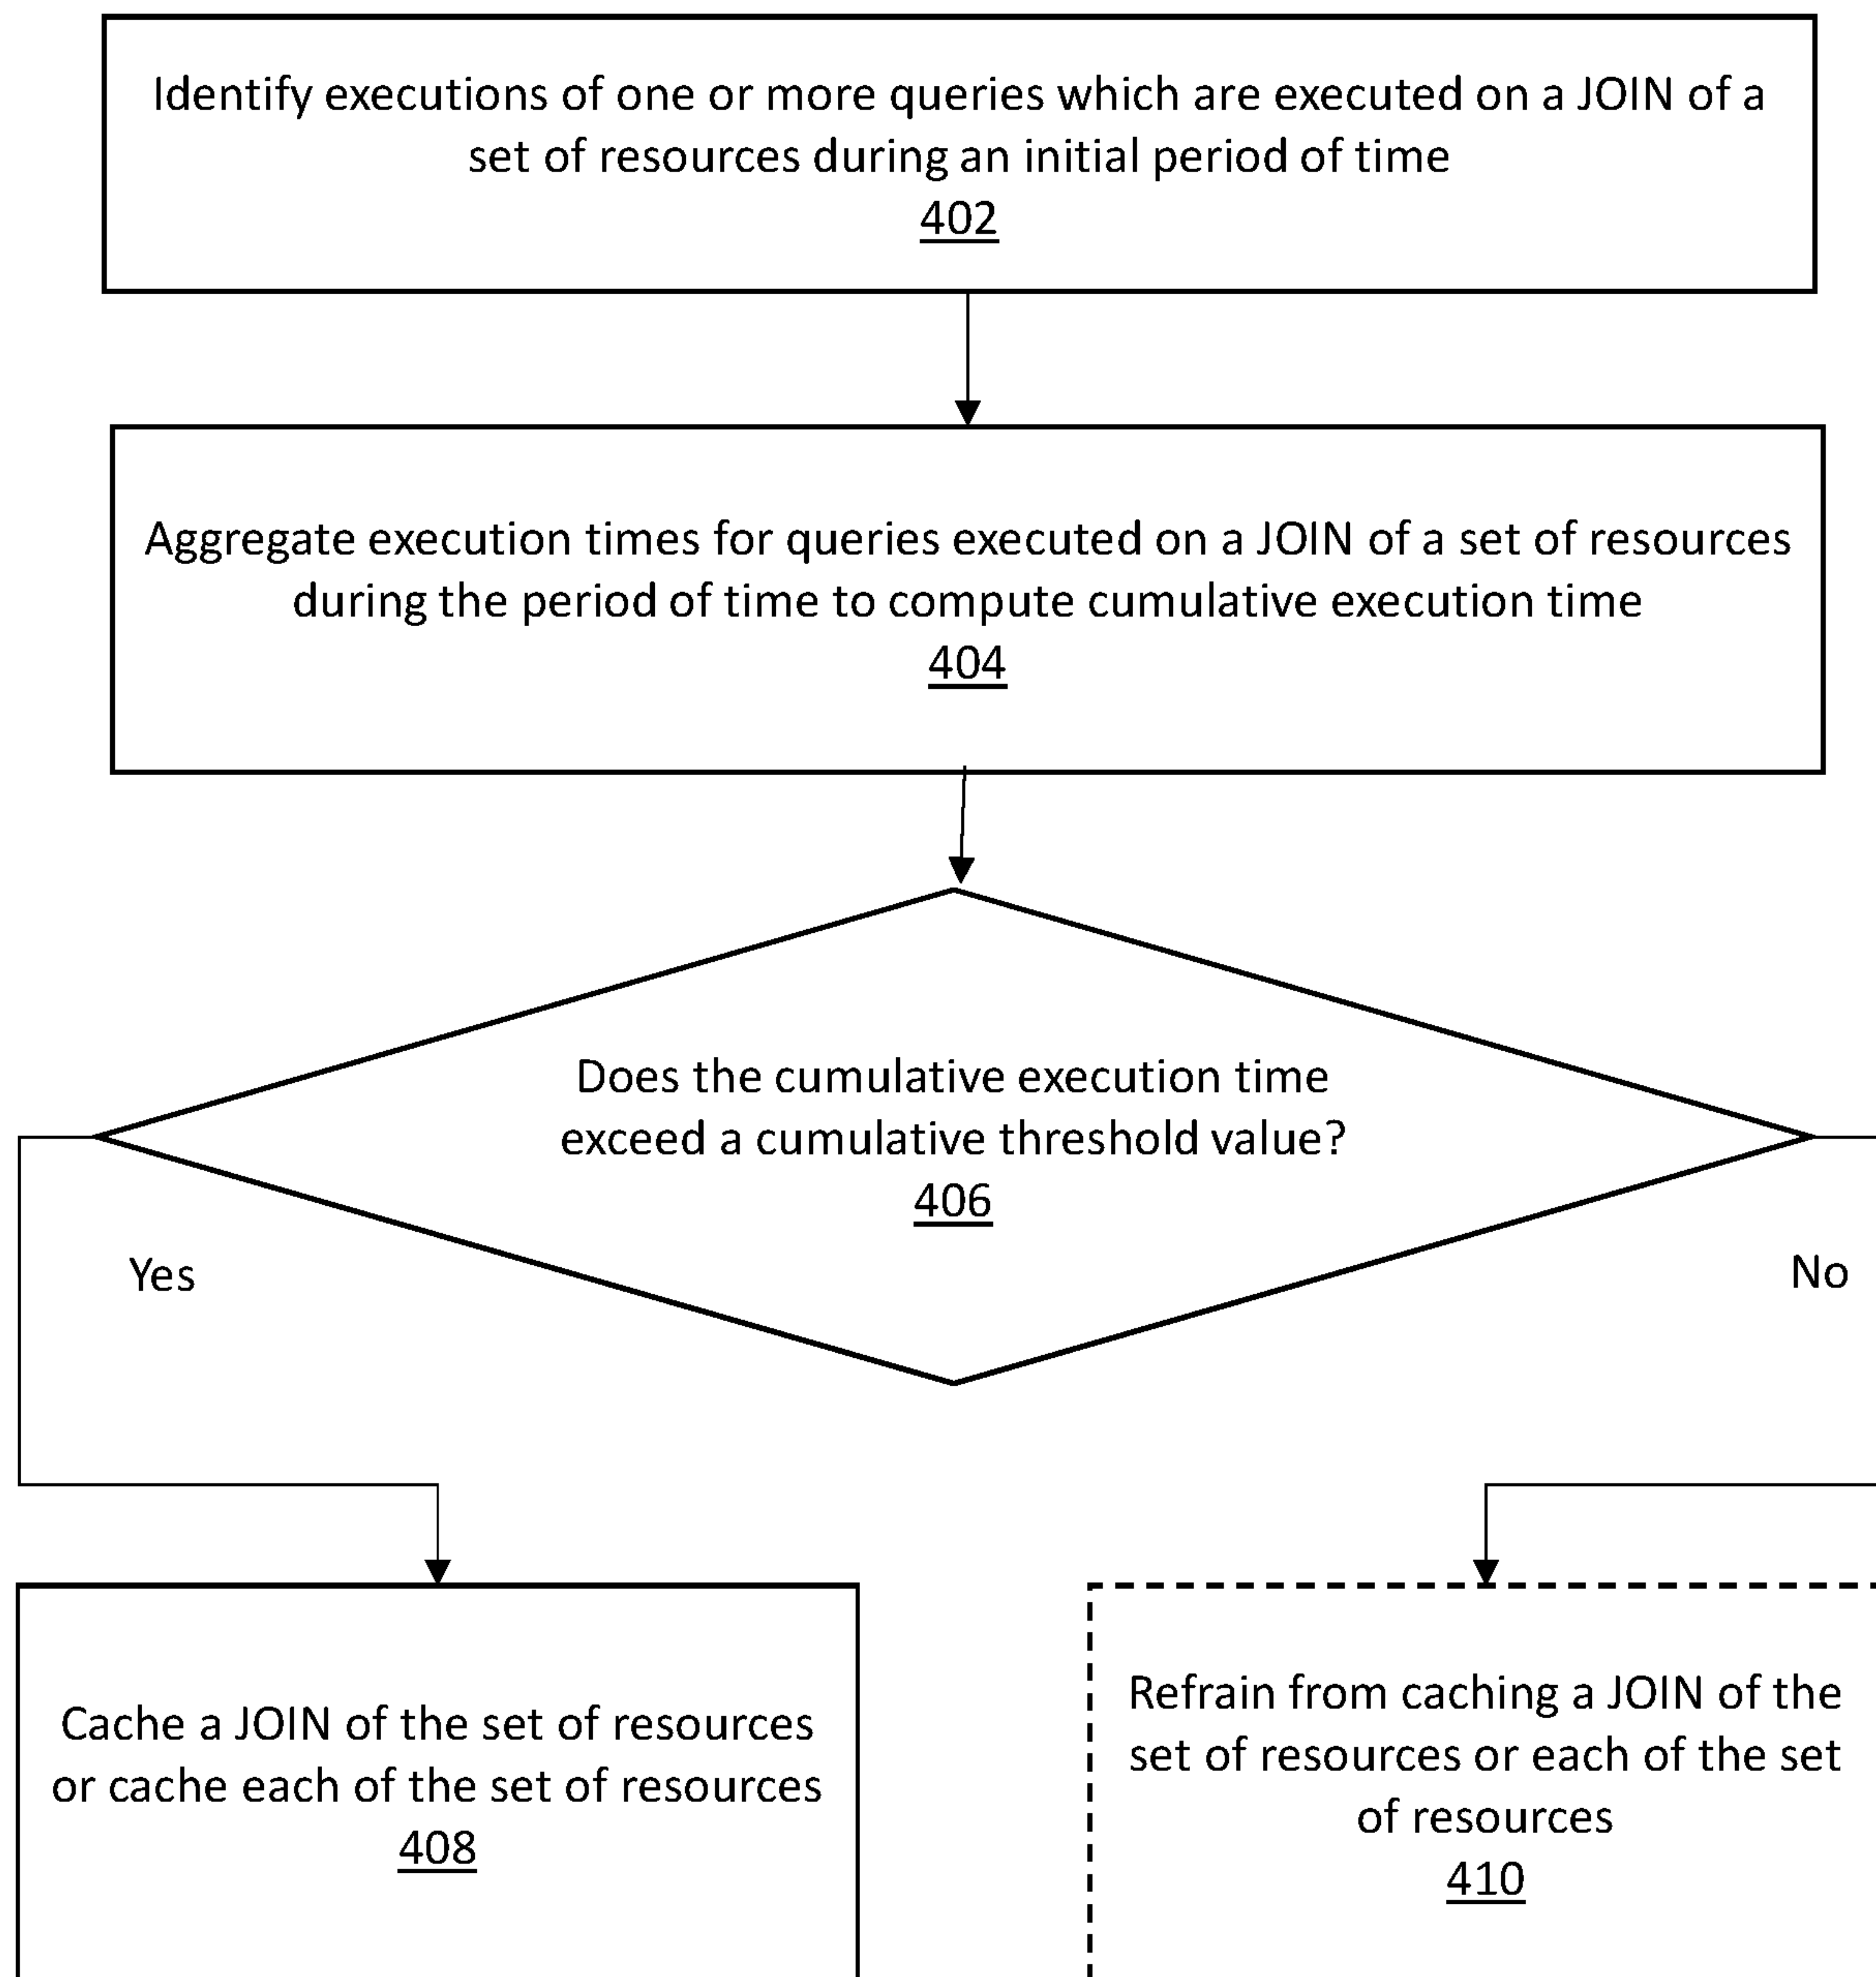 Identify executions of one or more queries which are executed on a JOIN of a
set of resources during an initial period of time
402
Aggregate execution times for queries executed on a JOIN of a set of resources
during the period of time to compute cumulative execution time
404
Does the cumulative execution time
exceed a cumulative threshold value?
406
Yes
No
Cache a JOIN of the set of resources
or cache each of the set of resources
408
Refrain from caching a JOIN of the
set of resources or each of the set
of resources
410